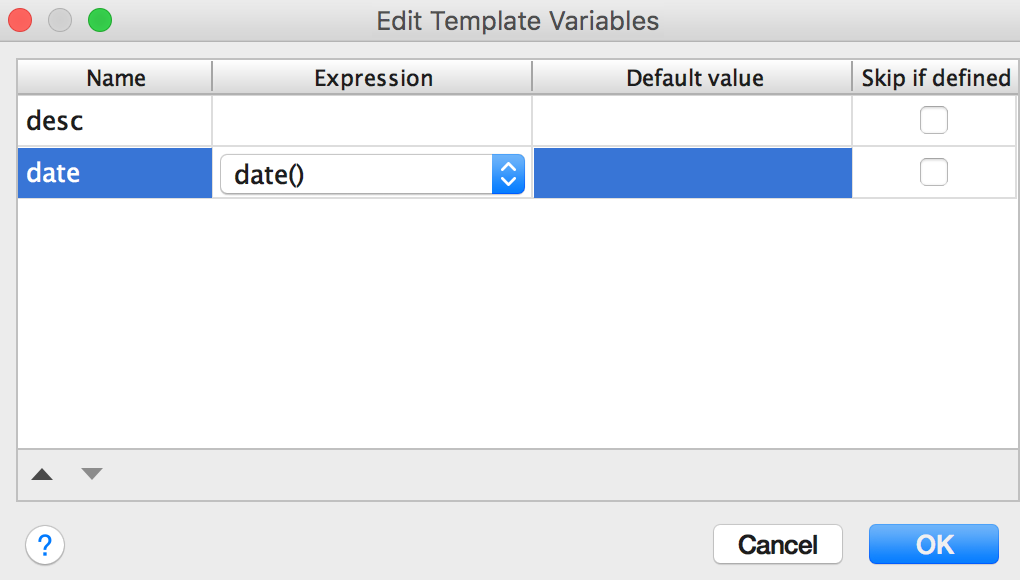 Edit Template Variables
Name Expression Default value Skip if defined
desc
date date()
?
Cancel OK